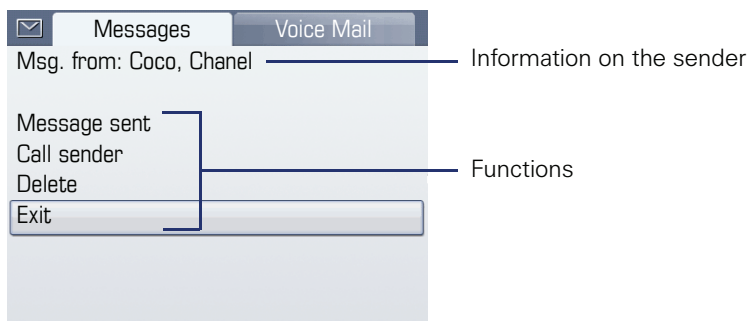 Messages Voice Mail
Msg. from: Coco, Chanel Information on the sender
Message sent
Call sender
Functions
Delete
Exit